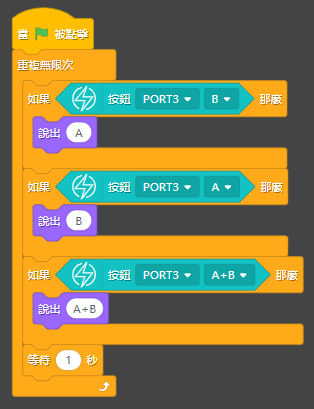 當 被點擊
重複無限次
如果 按鈕 PORT3 B 那麼
說出 A
如果 按鈕 PORT3 A 那麼
說出 B
如果 按鈕 PORT3 A+B 那麼
說出 A+B
等待 1 秒